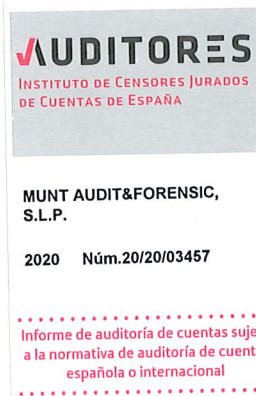 AUDITORES
INSTITUTO DE CENSORES JURADOS
DE CUENTAS DE ESPAÑA
MUNT AUDIT&FORENSIC,
S.L.P.
2020 Núm.20/20/03457
Informe de auditoría de cuentas suje
a la normativa de auditoría de cuent
española o internacional